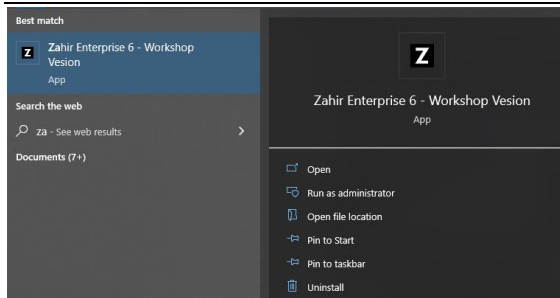 Best match
Z
Zahir Enterprise 6 - Workshop
Vesion
App
Search the web
za - See web results
Documents (7+)
Z
Zahir Enterprise 6 - Workshop Vesion
App
Open
Run as administrator
Open file location
Pin to Start
Pin to taskbar
Uninstall